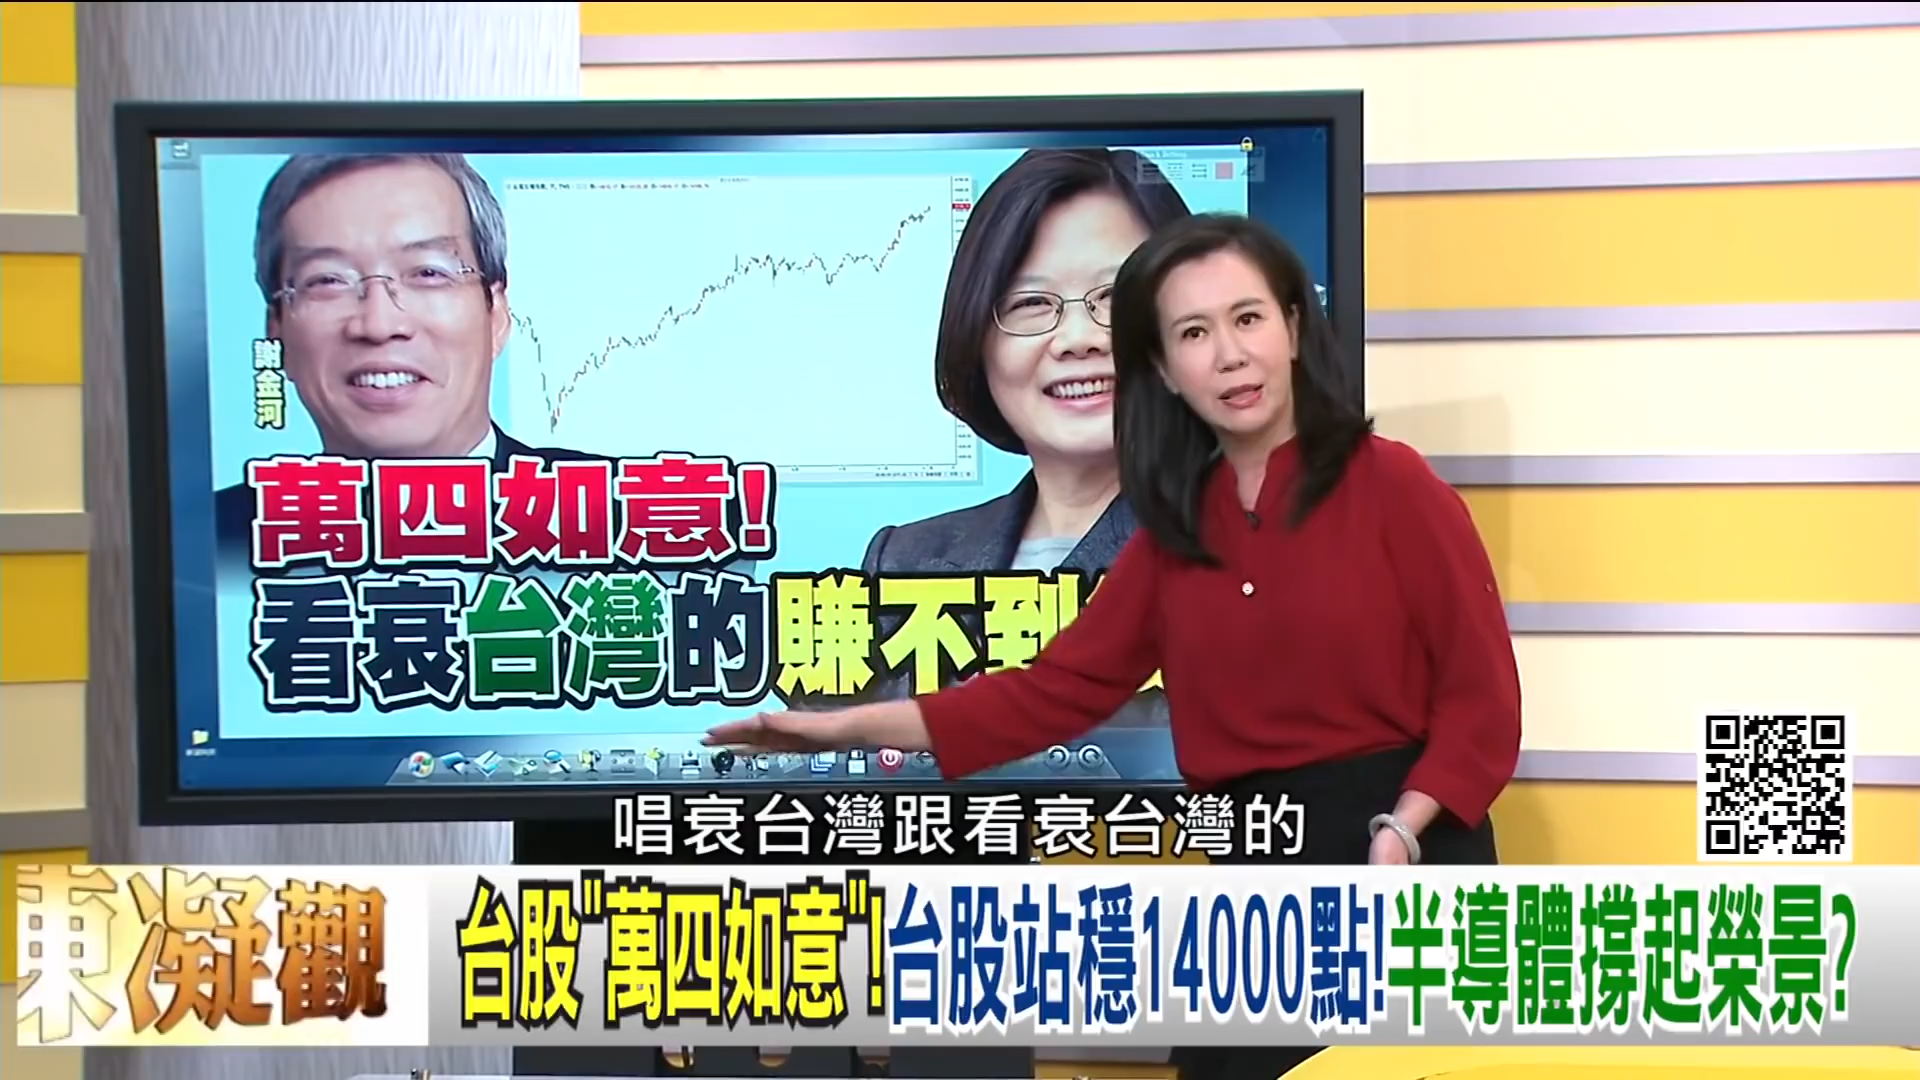 謝金河
萬四如意!
看衰台灣的賺不到
唱衰台灣跟看衰台灣的
東凝觀
台股"萬四如意"!台股站穩14000點!半導體撐起榮景?